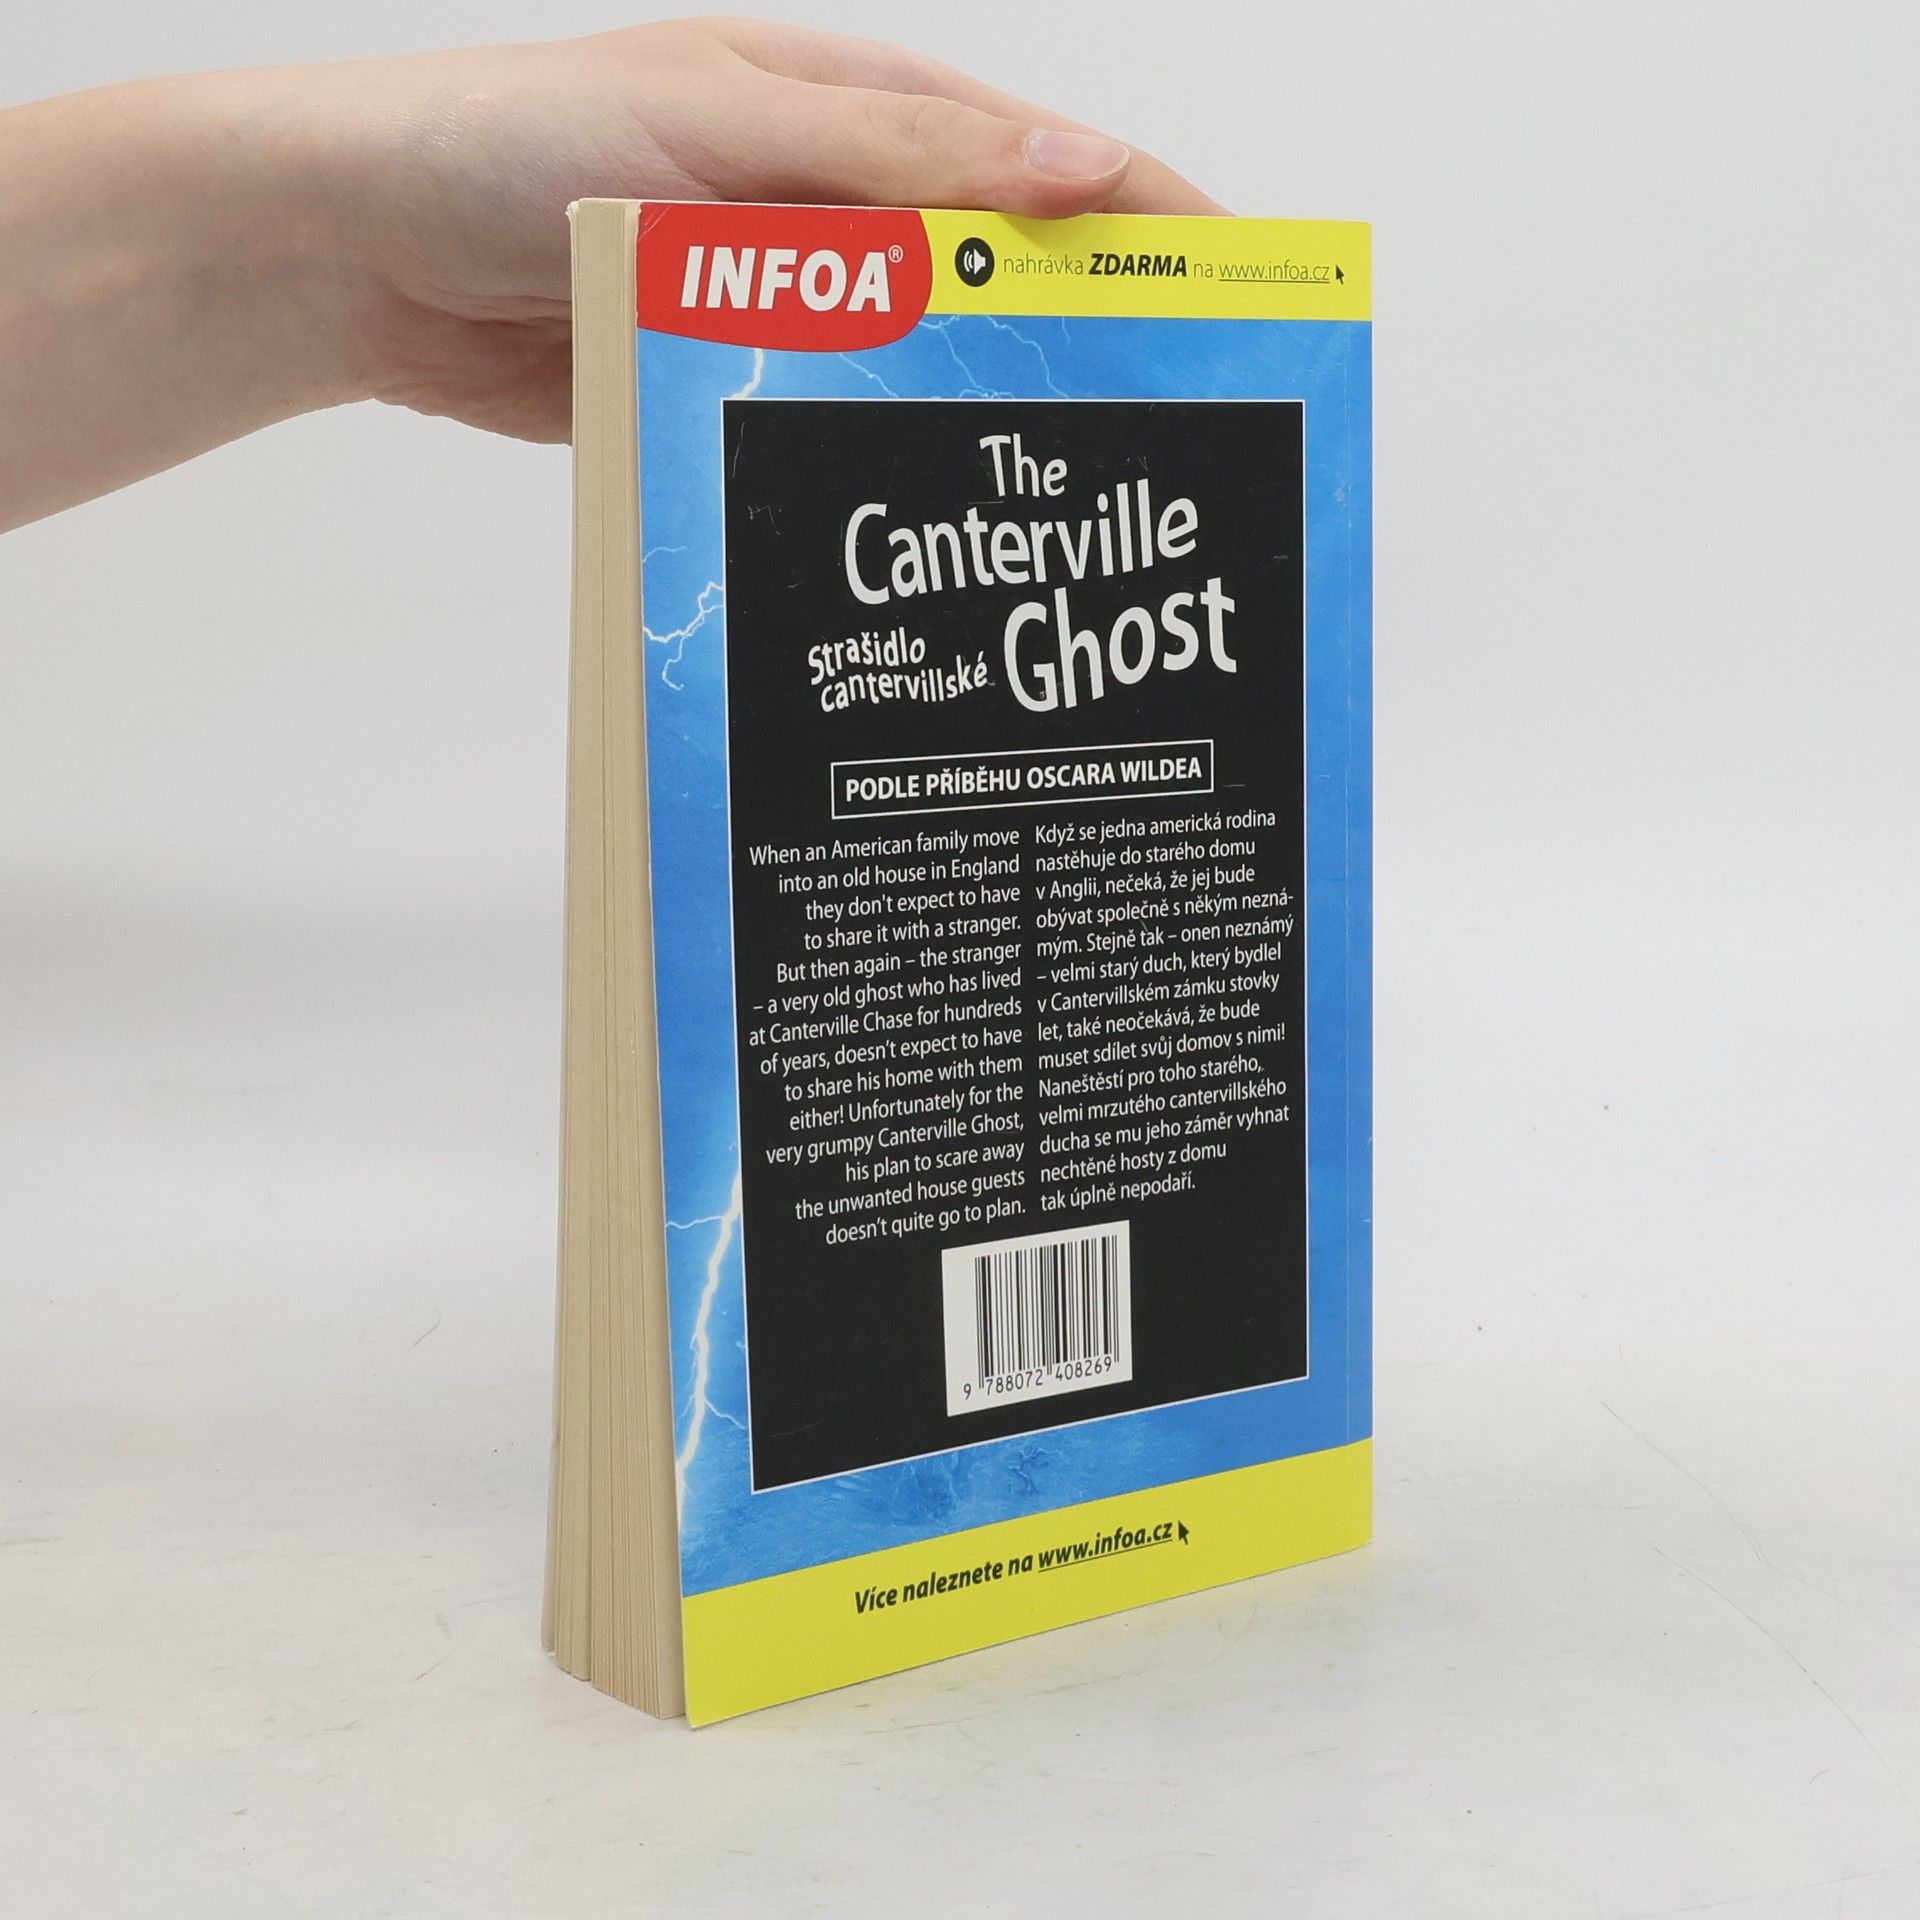 INFOA®
nahrávka ZDARMA na www.infoa.cz
The
Canterville
Ghost
Strašidlo
cantervillské
PODLE PŘÍBĚHU OSCARA WILDEA
When an American family move
into an old house in England
they don't expect to have
to share it with a stranger.
But then again – the stranger
– a very old ghost who has lived
at Canterville Chase for hundreds
of years, doesn't expect to have
to share his home with them
either! Unfortunately for the
very grumpy Canterville Ghost,
his plan to scare away
the unwanted house guests
doesn't quite go to plan.
Když se jedna americká rodina
nastěhuje do starého domu
v Anglii, nečeká, že jej bude
obývat společně s někým nezná-
mým. Stejně tak – onen neznámý
– velmi starý duch, který bydlel
v Cantervillském zámku stovky
let, také neočekává, že bude
muset sdílet svůj domov s nimi!
Naneštěstí pro toho starého,
velmi mrzutého cantervillského
ducha se mu jeho záměr vyhnat
nechtěné hosty z domu
tak úplně nepodaří.
9 788072 408269
Více naleznete na www.infoa.cz